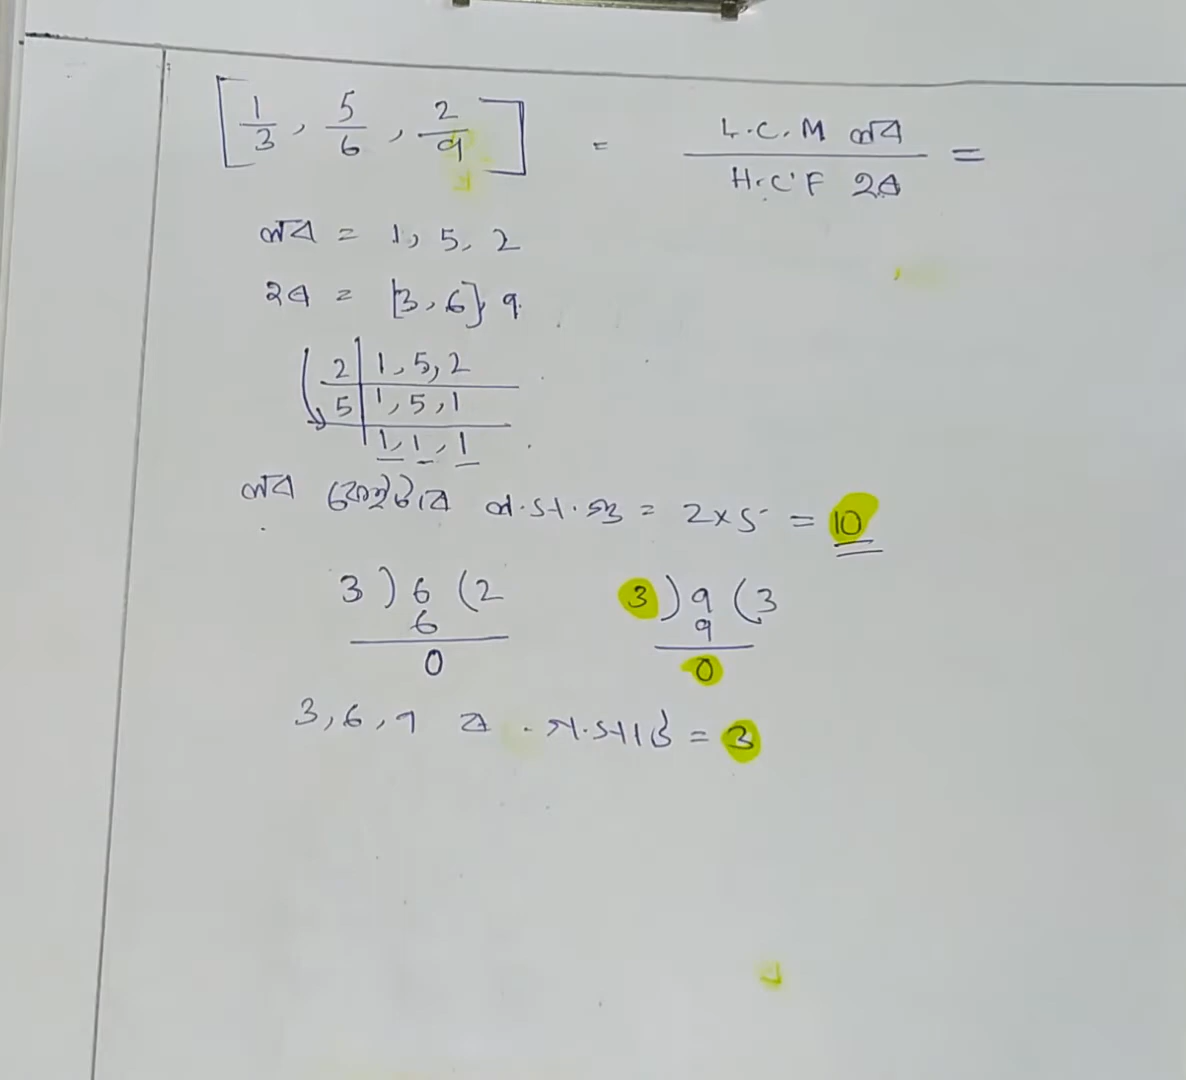 [1/3, 5/6, 2/9] = L.C.M লব / H.C.F হর =
লব = 1, 5, 2
হর = [3, 6], 9
2 | 1, 5, 2
5 | 1, 5, 1
1, 1, 1
লব ল.সা.গু = 2 x 5 = 10
3 ) 6 ( 2
6
0
3 ) 9 ( 3
9
0
3, 6, 9 র গ.সা.গু = 3